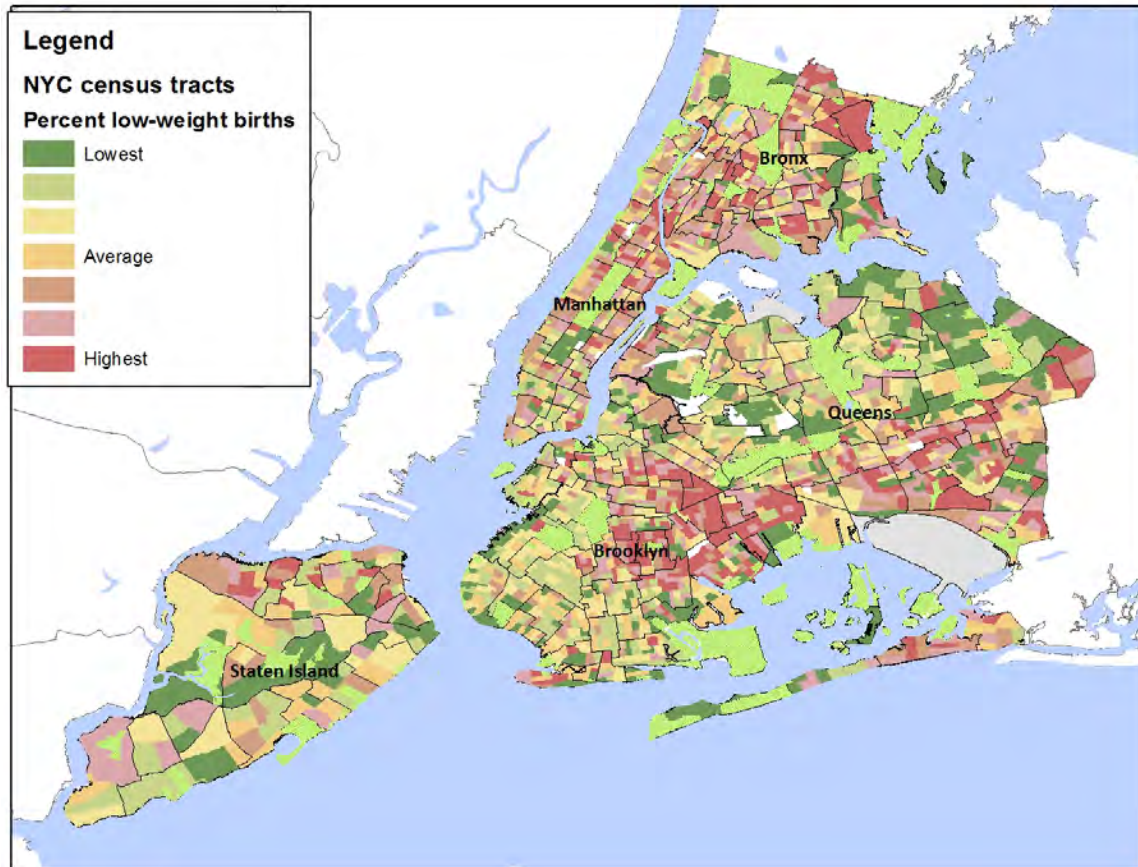 Legend
NYC census tracts
Percent low-weight births
Lowest
Average
Highest
Bronx
Manhattan
Queens
Brooklyn
Staten Island